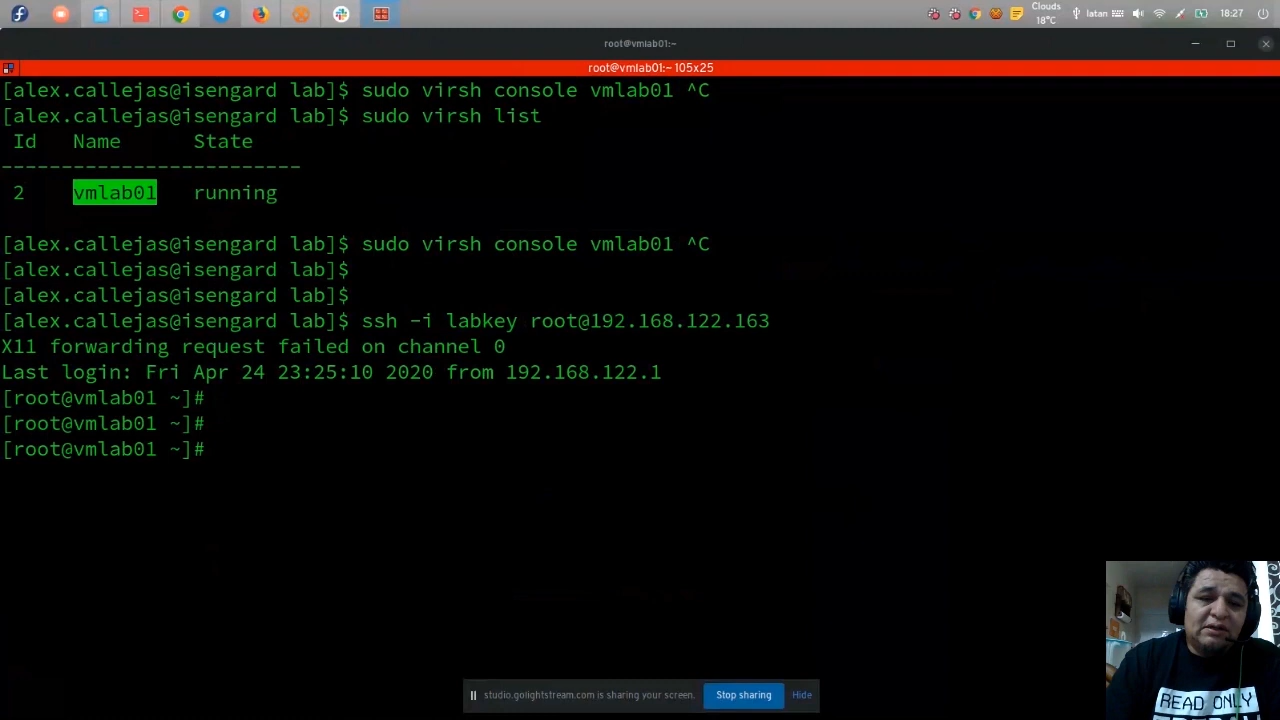 Clouds
18°C
latan
18:27
root@vmlab01:~
root@vmlab01:~ 105x25
[alex.callejas@isengard lab]$ sudo virsh console vmlab01 ^C
[alex.callejas@isengard lab]$ sudo virsh list
Id Name State
-------------------------
2 vmlab01 running
[alex.callejas@isengard lab]$ sudo virsh console vmlab01 ^C
[alex.callejas@isengard lab]$
[alex.callejas@isengard lab]$
[alex.callejas@isengard lab]$ ssh -i labkey root@192.168.122.163
X11 forwarding request failed on channel 0
Last login: Fri Apr 24 23:25:10 2020 from 192.168.122.1
[root@vmlab01 ~]#
[root@vmlab01 ~]#
[root@vmlab01 ~]#
studio.golightstream.com is sharing your screen. Stop sharing Hide
READ ONLY